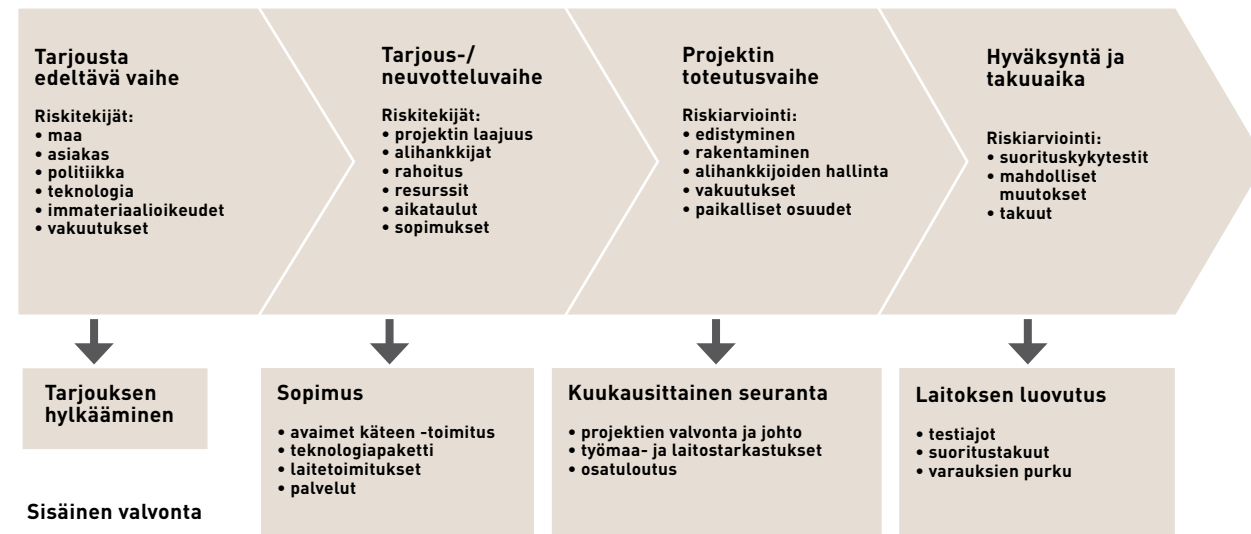 Tarjousta
edeltävä vaihe
Riskitekijät:
• maa
• asiakas
• politiikka
• teknologia
• immateriaalioikeudet
• vakuutukset
Tarjous-/
neuvotteluvaihe
Riskitekijät:
• projektin laajuus
• alihankkijat
• rahoitus
• resurssit
• aikataulut
• sopimukset
Projektin
toteutusvaihe
Riskiarviointi:
• edistyminen
• rakentaminen
• alihankkijoiden hallinta
• vakuutukset
• paikalliset osuudet
Hyväksyntä ja
takuuaika
Riskiarviointi:
• suorituskykytestit
• mahdolliset
muutokset
• takuut
Tarjouksen
hylkääminen
Sopimus
• avaimet käteen -toimitus
• teknologiapaketti
• laitetoimitukset
• palvelut
Kuukausittainen seuranta
• projektien valvonta ja johto
• työmaa- ja laitostarkastukset
• osatuloutus
Laitoksen luovutus
• testiajot
• suoritustakuut
• varauksien purku
Sisäinen valvonta